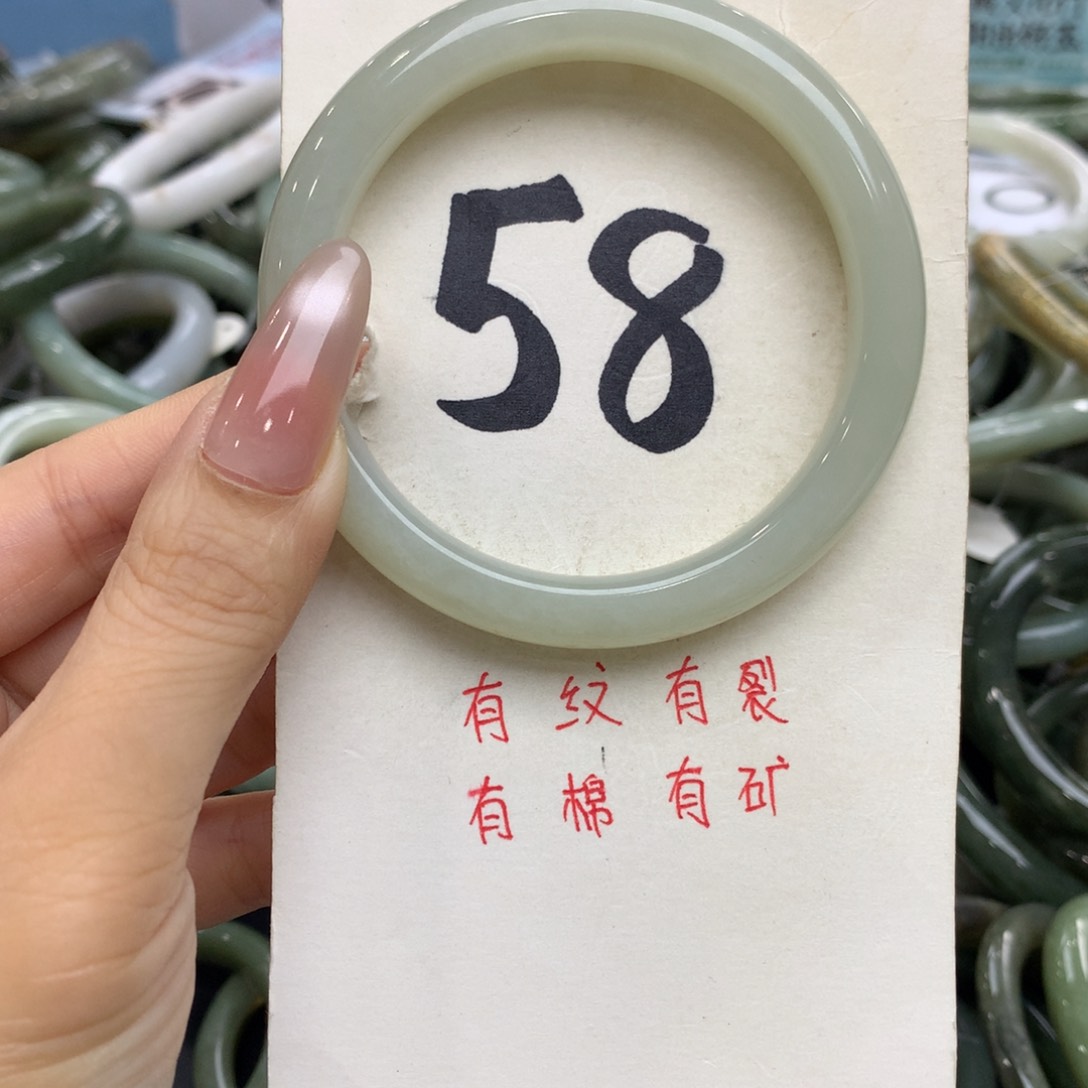 58
有 纹 有 裂
有 棉 有 矿